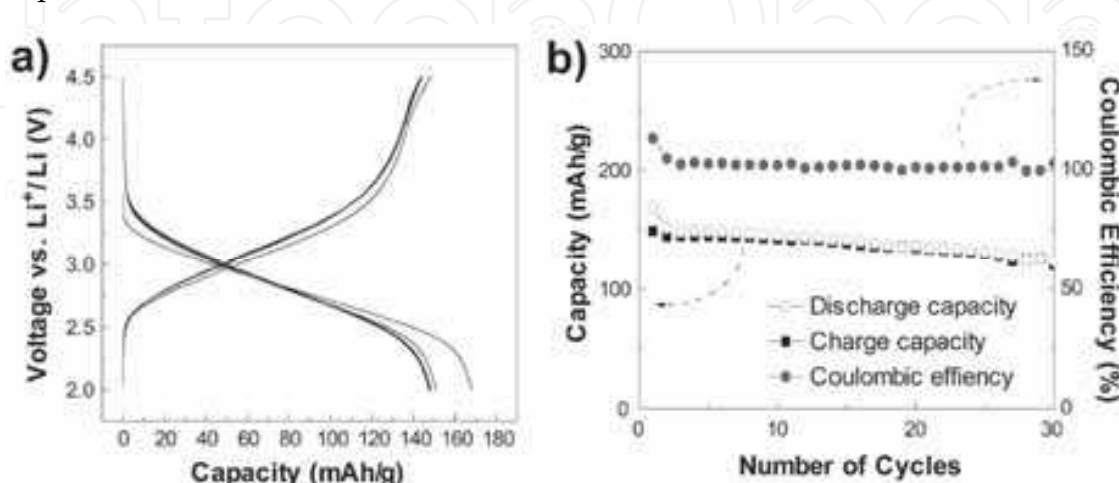 a)
Voltage vs. Li⁺/Li (V)
4.5
4.0
3.5
3.0
2.5
2.0
0 20 40 60 80 100 120 140 160 180
Capacity (mAh/g)
b)
Capacity (mAh/g)
300
200
100
0
Discharge capacity
Charge capacity
Coulombic effiency
150
100
50
0
Coulombic Efficiency (%)
0 10 20 30
Number of Cycles